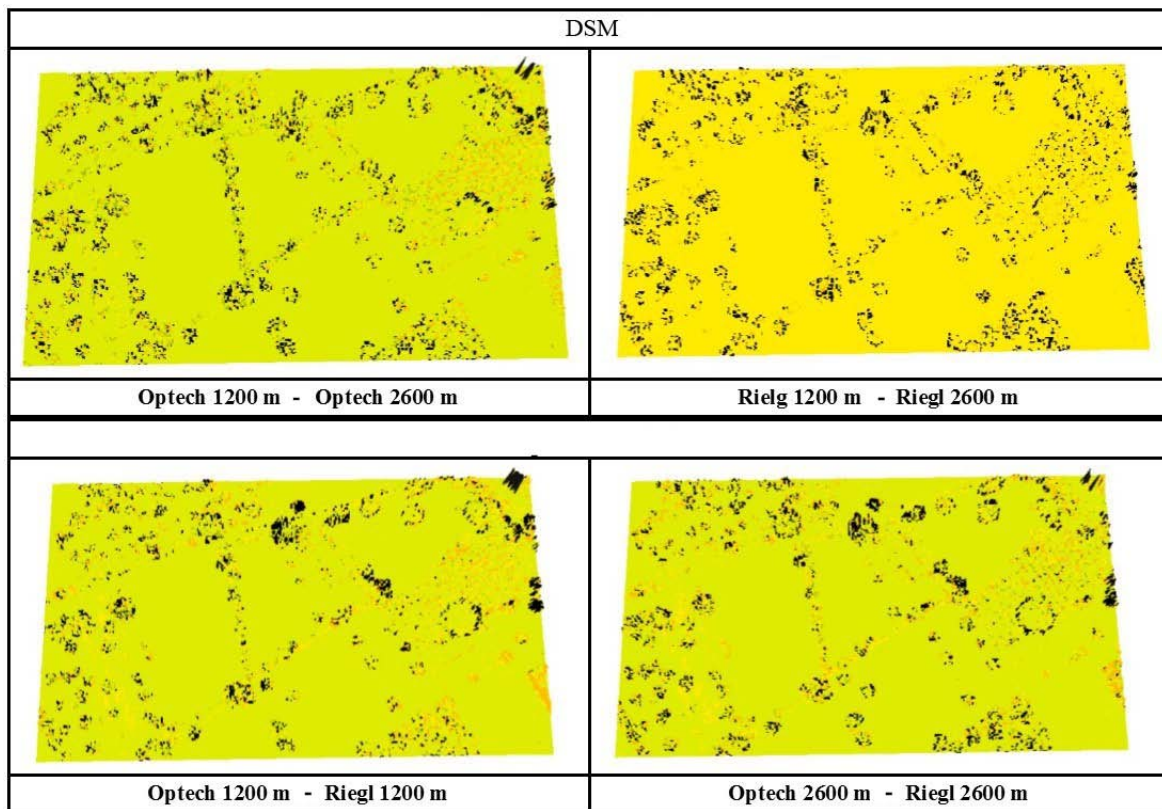 DSM
Optech 1200 m - Optech 2600 m
Rielg 1200 m - Riegl 2600 m
-
Optech 1200 m - Riegl 1200 m
Optech 2600 m - Riegl 2600 m